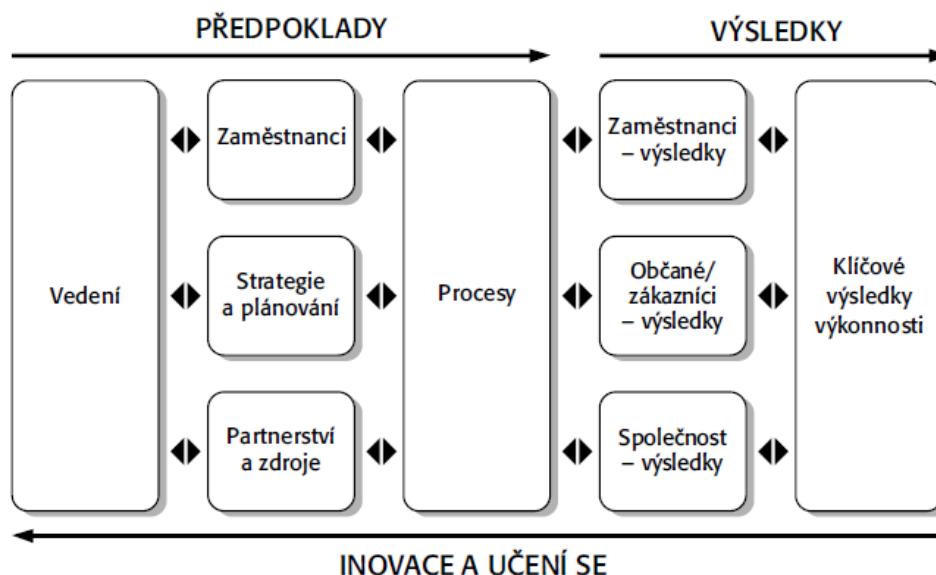 PŘEDPOKLADY
VÝSLEDKY
Vedení
Zaměstnanci
Strategie
a plánování
Partnerství
a zdroje
Procesy
Zaměstnanci
– výsledky
Občané/
zákazníci
– výsledky
Společnost
– výsledky
Klíčové
výsledky
výkonnosti
INOVACE A UČENÍ SE